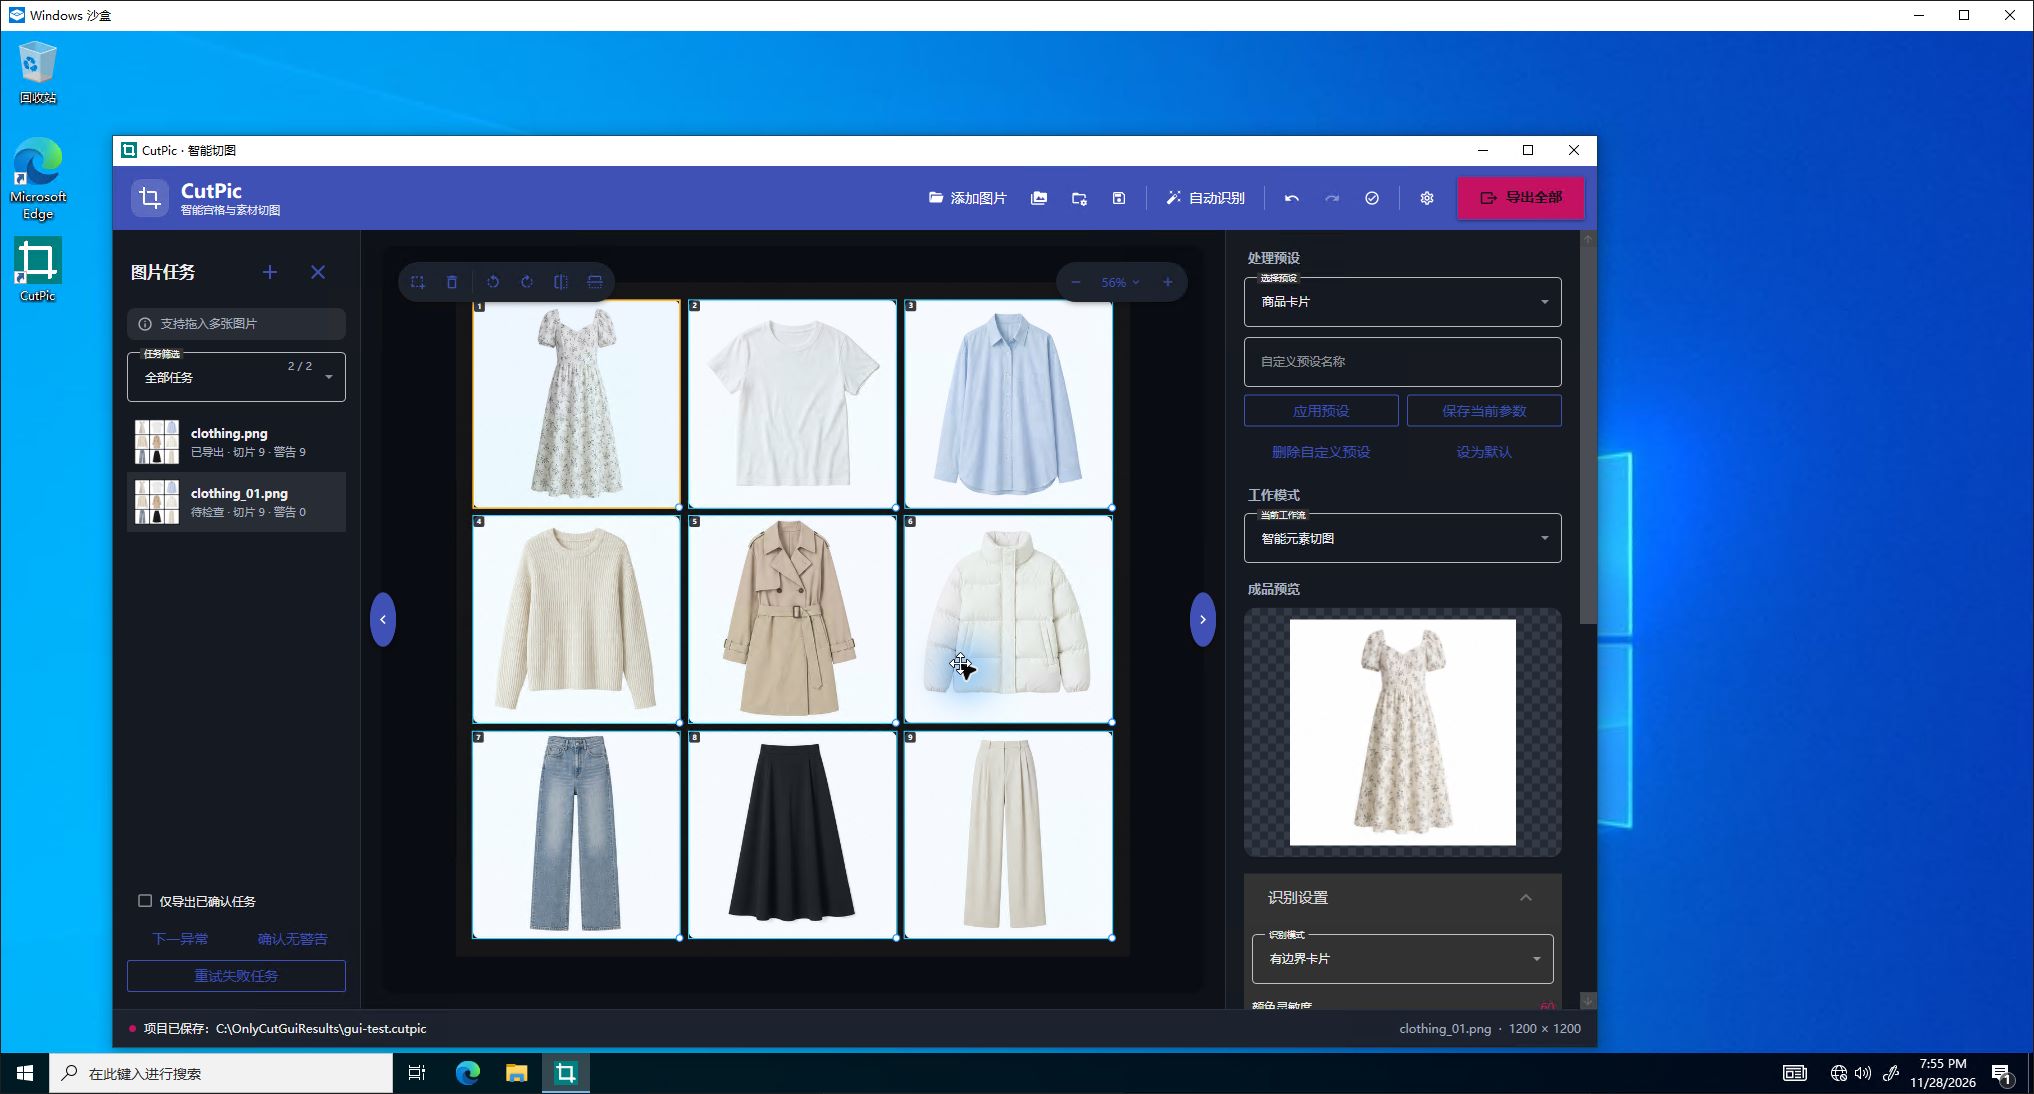 Windows 沙盒
回收站
Microsoft
Edge
CutPic
CutPic · 智能切图
CutPic
智能宫格与素材切图
添加图片
自动识别
导出全部
图片任务
支持拖入多张图片
任务筛选
全部任务
2 / 2
clothing.png
已导出 · 切片 9 · 警告 9
clothing_01.png
待检查 · 切片 9 · 警告 0
仅导出已确认任务
下一异常
确认无警告
重试失败任务
56%
1
2
3
4
5
6
7
8
9
处理预设
选择预设
商品卡片
自定义预设名称
应用预设
保存当前参数
删除自定义预设
设为默认
工作模式
当前工作流
智能元素切图
成品预览
识别设置
识别模式
有边界卡片
颜色灵敏度
60
项目已保存：C:\OnlyCutGuiResults\gui-test.cutpic
clothing_01.png · 1200 × 1200
在此键入进行搜索
7:55 PM
11/28/2026
1